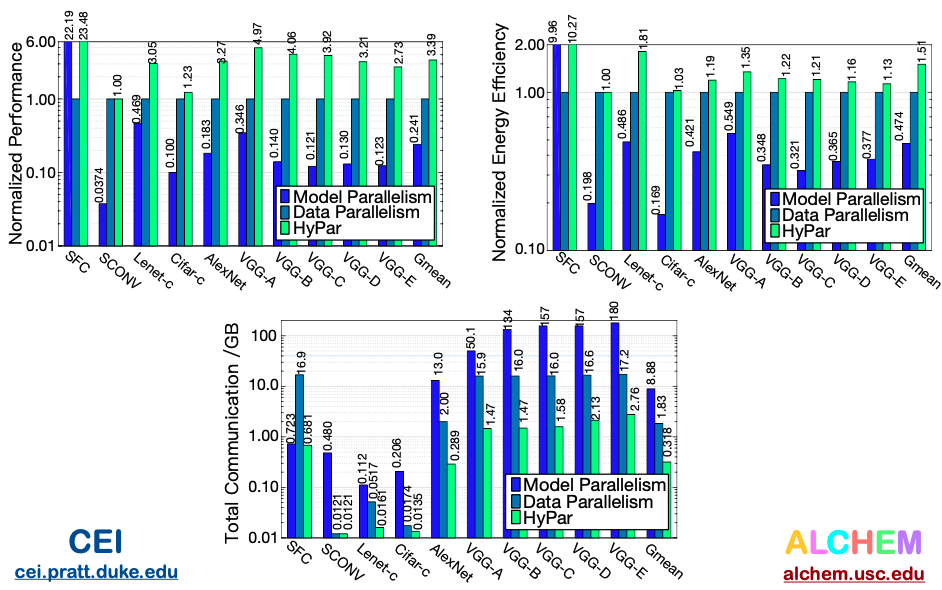 Normalized Performance
6.00
1.00
0.10
0.01
22.19
23.48
0.0374
1.00
0.469
3.05
0.100
1.23
0.183
3.27
0.346
4.97
0.140
4.06
0.121
3.92
0.130
3.21
0.123
2.73
0.241
3.39
Model Parallelism
Data Parallelism
HyPar
SFC
SCONV
Lenet-c
Cifar-c
AlexNet
VGG-A
VGG-B
VGG-C
VGG-D
VGG-E
Gmean
Normalized Energy Efficiency
2.00
1.00
0.10
9.96
10.27
0.198
1.00
0.486
1.81
0.169
1.03
0.421
1.19
0.549
1.35
0.348
1.22
0.321
1.21
0.365
1.16
0.377
1.13
0.474
1.51
Model Parallelism
Data Parallelism
HyPar
SFC
SCONV
Lenet-c
Cifar-c
AlexNet
VGG-A
VGG-B
VGG-C
VGG-D
VGG-E
Gmean
Total Communication /GB
100
10.0
1.00
0.10
0.01
0.723
16.9
0.681
0.480
0.0121
0.0121
0.112
0.0517
0.0161
0.206
0.0174
0.0135
13.0
2.00
0.289
50.1
15.9
1.47
134
16.0
1.47
157
16.0
1.58
157
16.6
2.13
180
17.2
2.76
8.88
1.83
0.318
Model Parallelism
Data Parallelism
HyPar
SFC
SCONV
Lenet-c
Cifar-c
AlexNet
VGG-A
VGG-B
VGG-C
VGG-D
VGG-E
Gmean
CEI
cei.pratt.duke.edu
ALCHEM
alchem.usc.edu